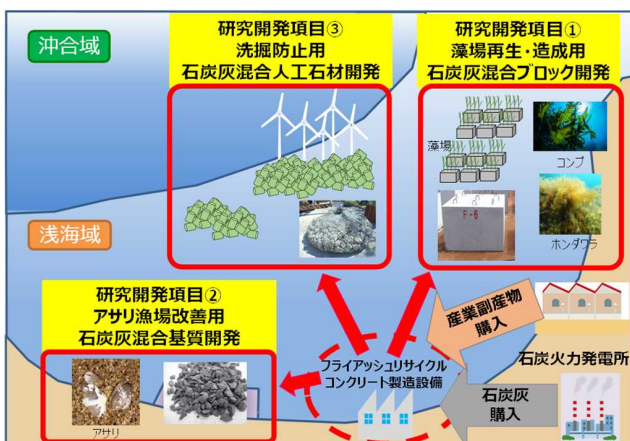 沖合域
研究開発項目③
洗掘防止用
石炭灰混合人工石材開発
研究開発項目①
藻場再生・造成用
石炭灰混合ブロック開発
藻場
コンブ
F-6
ホンダワラ
浅海域
研究開発項目②
アサリ漁場改善用
石炭灰混合基質開発
アサリ
フライアッシュリサイクル
コンクリート製造設備
産業副産物
購入
石炭火力発電所
石炭灰
購入